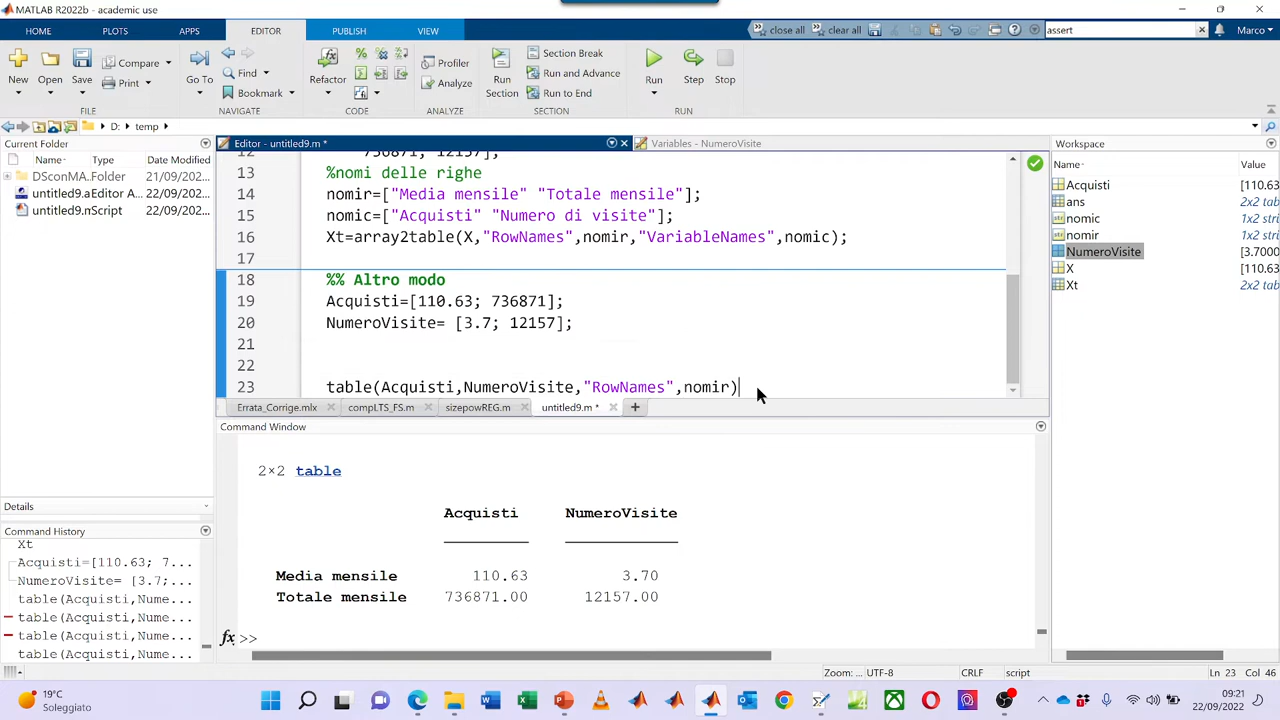 MATLAB R2022b - academic use
HOME PLOTS APPS EDITOR PUBLISH VIEW
close all clear all assert Marco
New Open Save Compare Print
FILE
Go To Find Bookmark
NAVIGATE
Refactor
CODE
Profiler Analyze
ANALYZE
Run Section Section Break Run and Advance Run to End
SECTION
Run Step Stop
RUN
D: temp
Current Folder
Name Type Date Modified
DSconMA... Folder 21/09/202...
untitled9.a Editor A... 22/09/202...
untitled9.m Script 22/09/202...
Details
Command History
Xt
Acquisti=[110.63; 7...
NumeroVisite= [3.7;...
table(Acquisti,Nume...
table(Acquisti,Nume...
table(Acquisti,Nume...
table(Acquisti,Nume...
Editor - untitled9.m *
Variables - NumeroVisite
12 736871, 12157];
13 %nomi delle righe
14 nomir=["Media mensile" "Totale mensile"];
15 nomic=["Acquisti" "Numero di visite"];
16 Xt=array2table(X,"RowNames",nomir,"VariableNames",nomic);
17
18 %% Altro modo
19 Acquisti=[110.63; 736871];
20 NumeroVisite= [3.7; 12157];
21
22
23 table(Acquisti,NumeroVisite,"RowNames",nomir)
Errata_Corrige.mlx compLTS_FS.m sizepowREG.m untitled9.m *
Command Window
2×2 table
Acquisti NumeroVisite
Media mensile 110.63 3.70
Totale mensile 736871.00 12157.00
fx >>
Workspace
Name Value
Acquisti [110.63...
ans 2x2 tab
nomic 1x2 stri
nomir 1x2 stri
NumeroVisite [3.7000
X [110.63
Xt 2x2 tab
Zoom: ... UTF-8 CRLF script Ln 23 Col 46
19°C
Soleggiato
09:21
22/09/2022